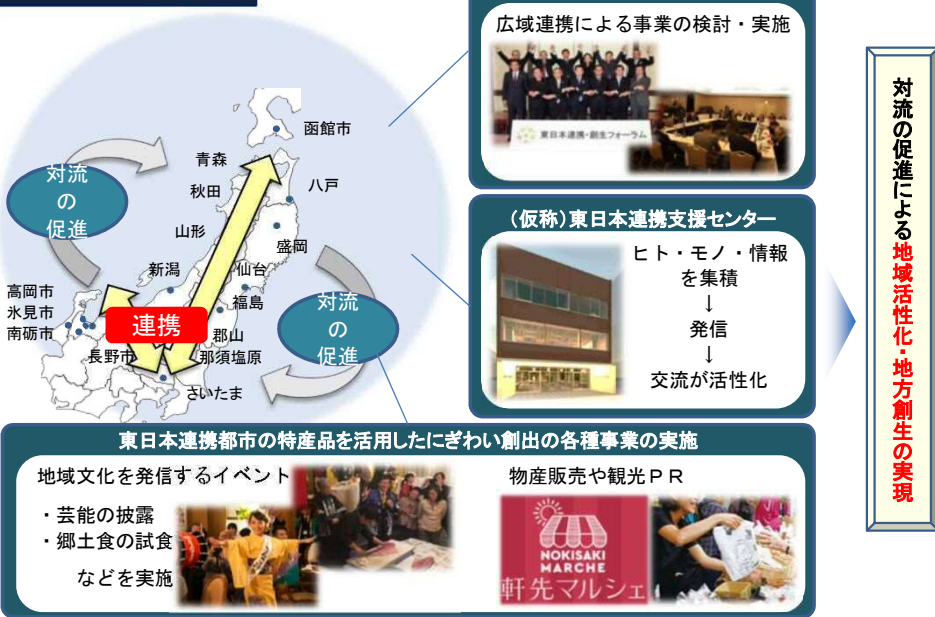 広域連携による事業の検討・実施
東日本連携・創生フォーラム
函館市
青森
秋田
八戸
対流
の
促進
山形
盛岡
新潟
仙台
高岡市
氷見市
南砺市
福島
連携
郡山
長野市
那須塩原
さいたま
対流
の
促進
(仮称)東日本連携支援センター
ヒト・モノ・情報
を集積
↓
発信
↓
交流が活性化
東日本連携都市の特産品を活用したにぎわい創出の各種事業の実施
地域文化を発信するイベント
・芸能の披露
・郷土食の試食
などを実施
物産販売や観光PR
NOKISAKI
MARCHE
軒先マルシェ
対流の促進による地域活性化・地方創生の実現